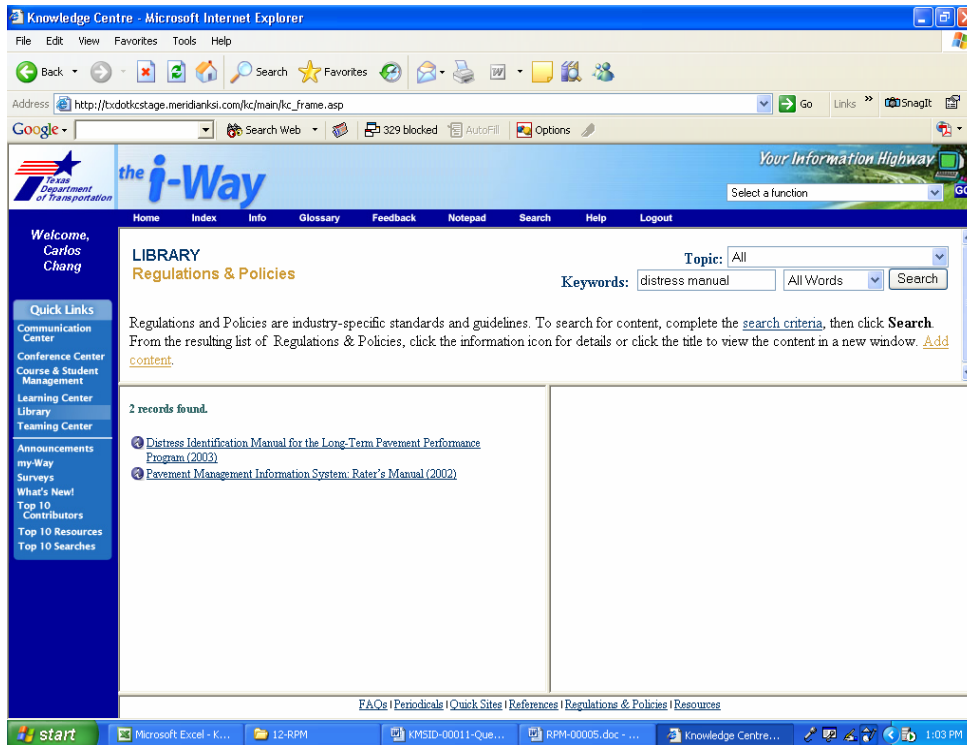 Knowledge Centre - Microsoft Internet Explorer
File Edit View Favorites Tools Help
Back Search Favorites
Address http://txdotkcstage.meridianksi.com/kc/main/kc_frame.asp Go Links » SnagIt
Google Search Web 329 blocked AutoFill Options
Texas
Department
of Transportation
the i-Way
Your Information Highway
Select a function GO
Home Index Info Glossary Feedback Notepad Search Help Logout
Welcome,
Carlos
Chang
Quick Links
Communication
Center
Conference Center
Course & Student
Management
Learning Center
Library
Teaming Center
Announcements
my-Way
Surveys
What's New!
Top 10
Contributors
Top 10 Resources
Top 10 Searches
LIBRARY
Regulations & Policies
Topic: All
Keywords: distress manual All Words Search
Regulations and Policies are industry-specific standards and guidelines. To search for content, complete the search criteria, then click Search.
From the resulting list of Regulations & Policies, click the information icon for details or click the title to view the content in a new window. Add
content.
2 records found.
Distress Identification Manual for the Long-Term Pavement Performance
Program (2003)
Pavement Management Information System: Rater's Manual (2002)
FAQs | Periodicals | Quick Sites | References | Regulations & Policies | Resources
start Microsoft Excel - K... 12-RPM KMSID-00011-Que... RPM-00005.doc - ... Knowledge Centre... 1:03 PM